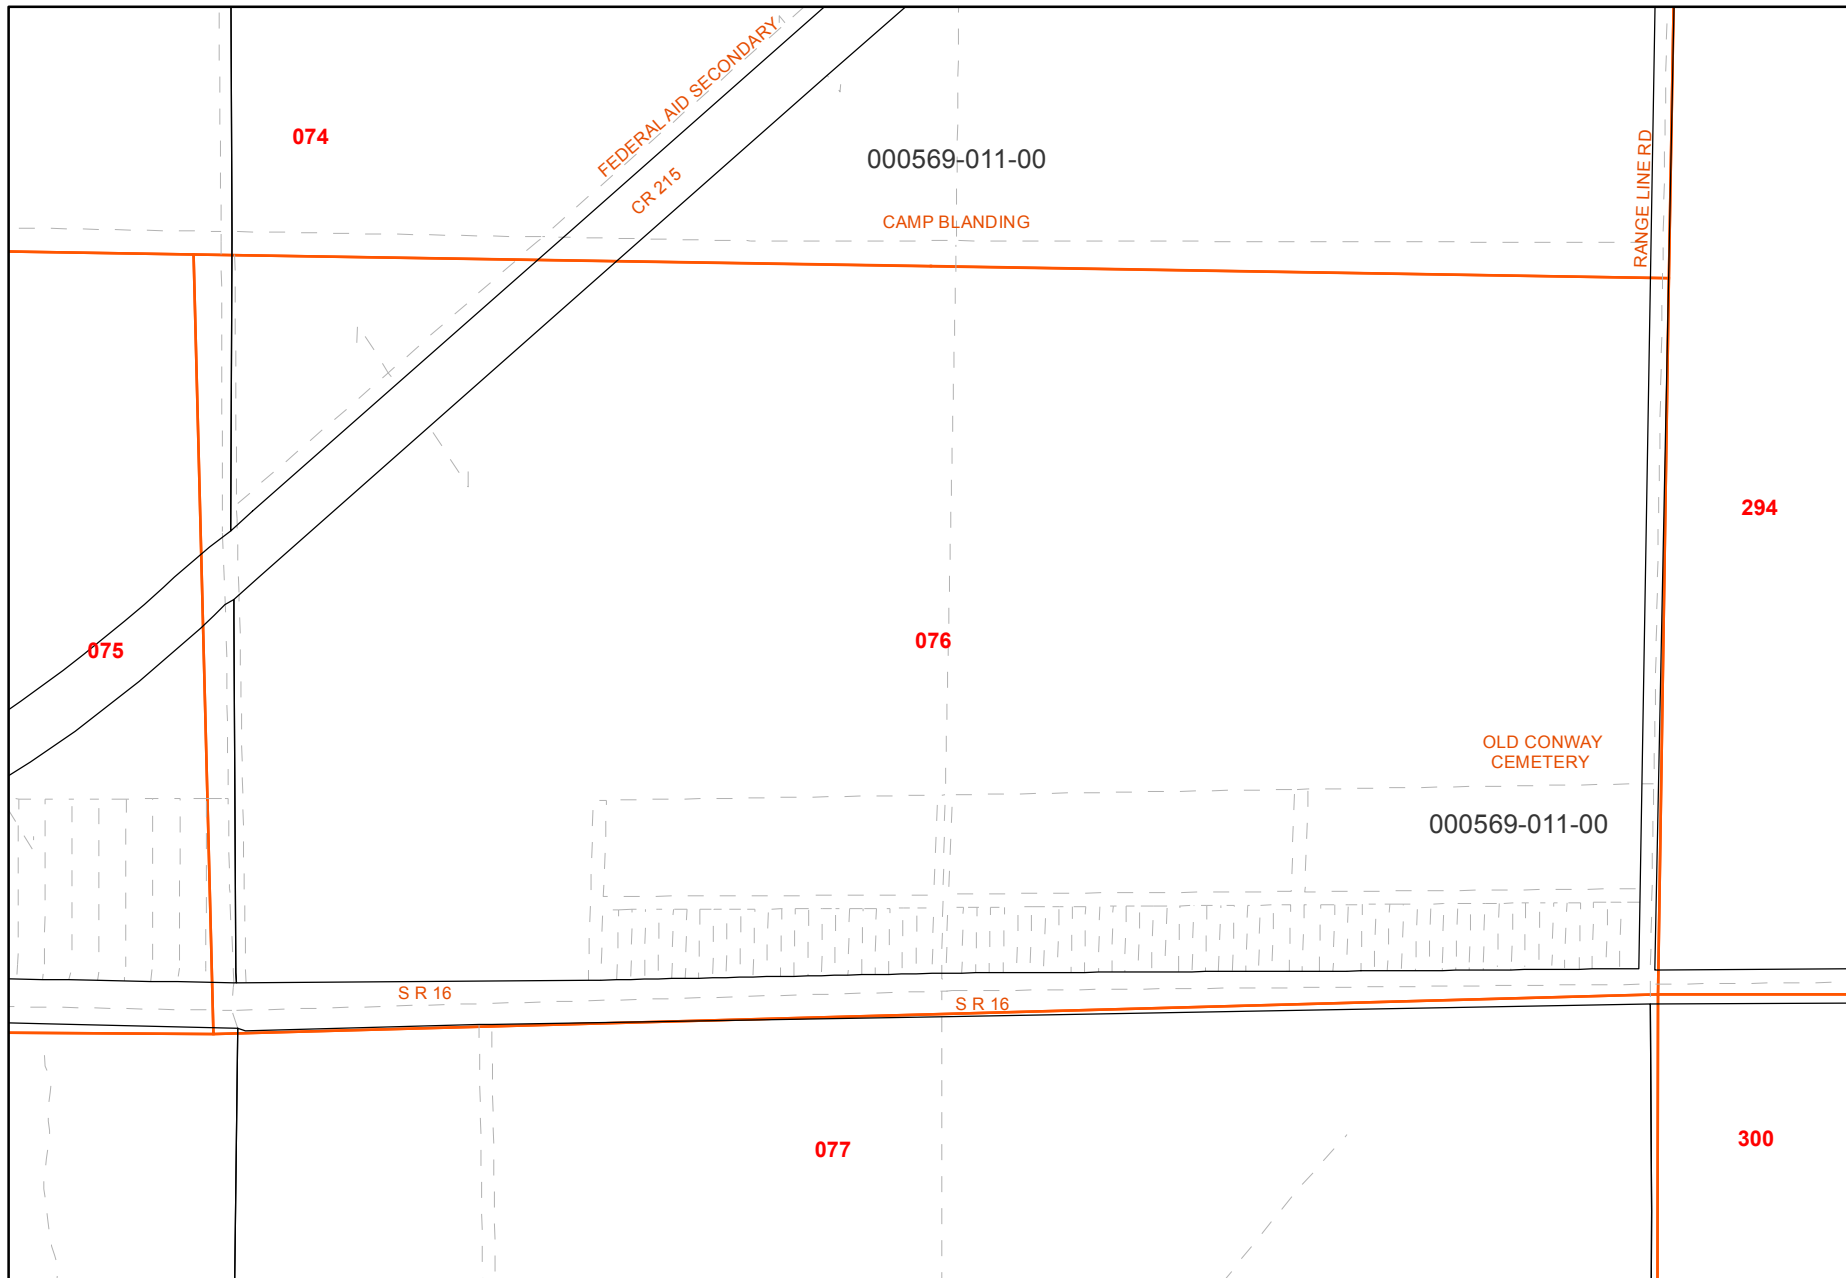 FEDERAL AID SECONDARY
074
000569-011-00
RANGE LINE RD
CR 215
CAMP BLANDING
294
076
075
OLD CONWAY
CEMETERY
000569-011-00
S R 16
S R 16
300
077